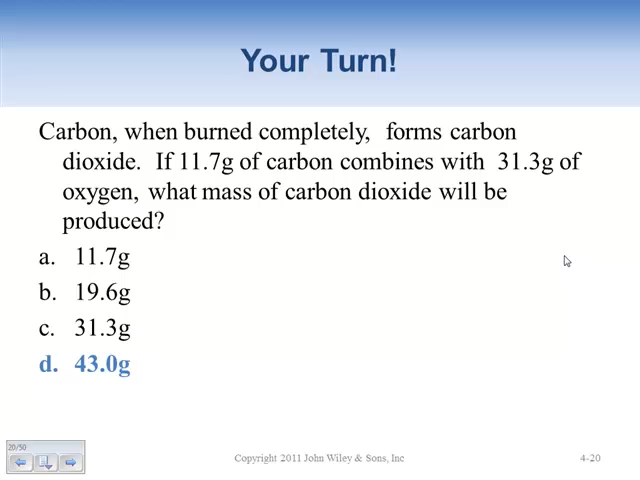 Your Turn!
Carbon, when burned completely, forms carbon
dioxide. If 11.7g of carbon combines with 31.3g of
oxygen, what mass of carbon dioxide will be
produced?
a. 11.7g
b. 19.6g
c. 31.3g
d. 43.0g
20/50
Copyright 2011 John Wiley & Sons, Inc
4-20